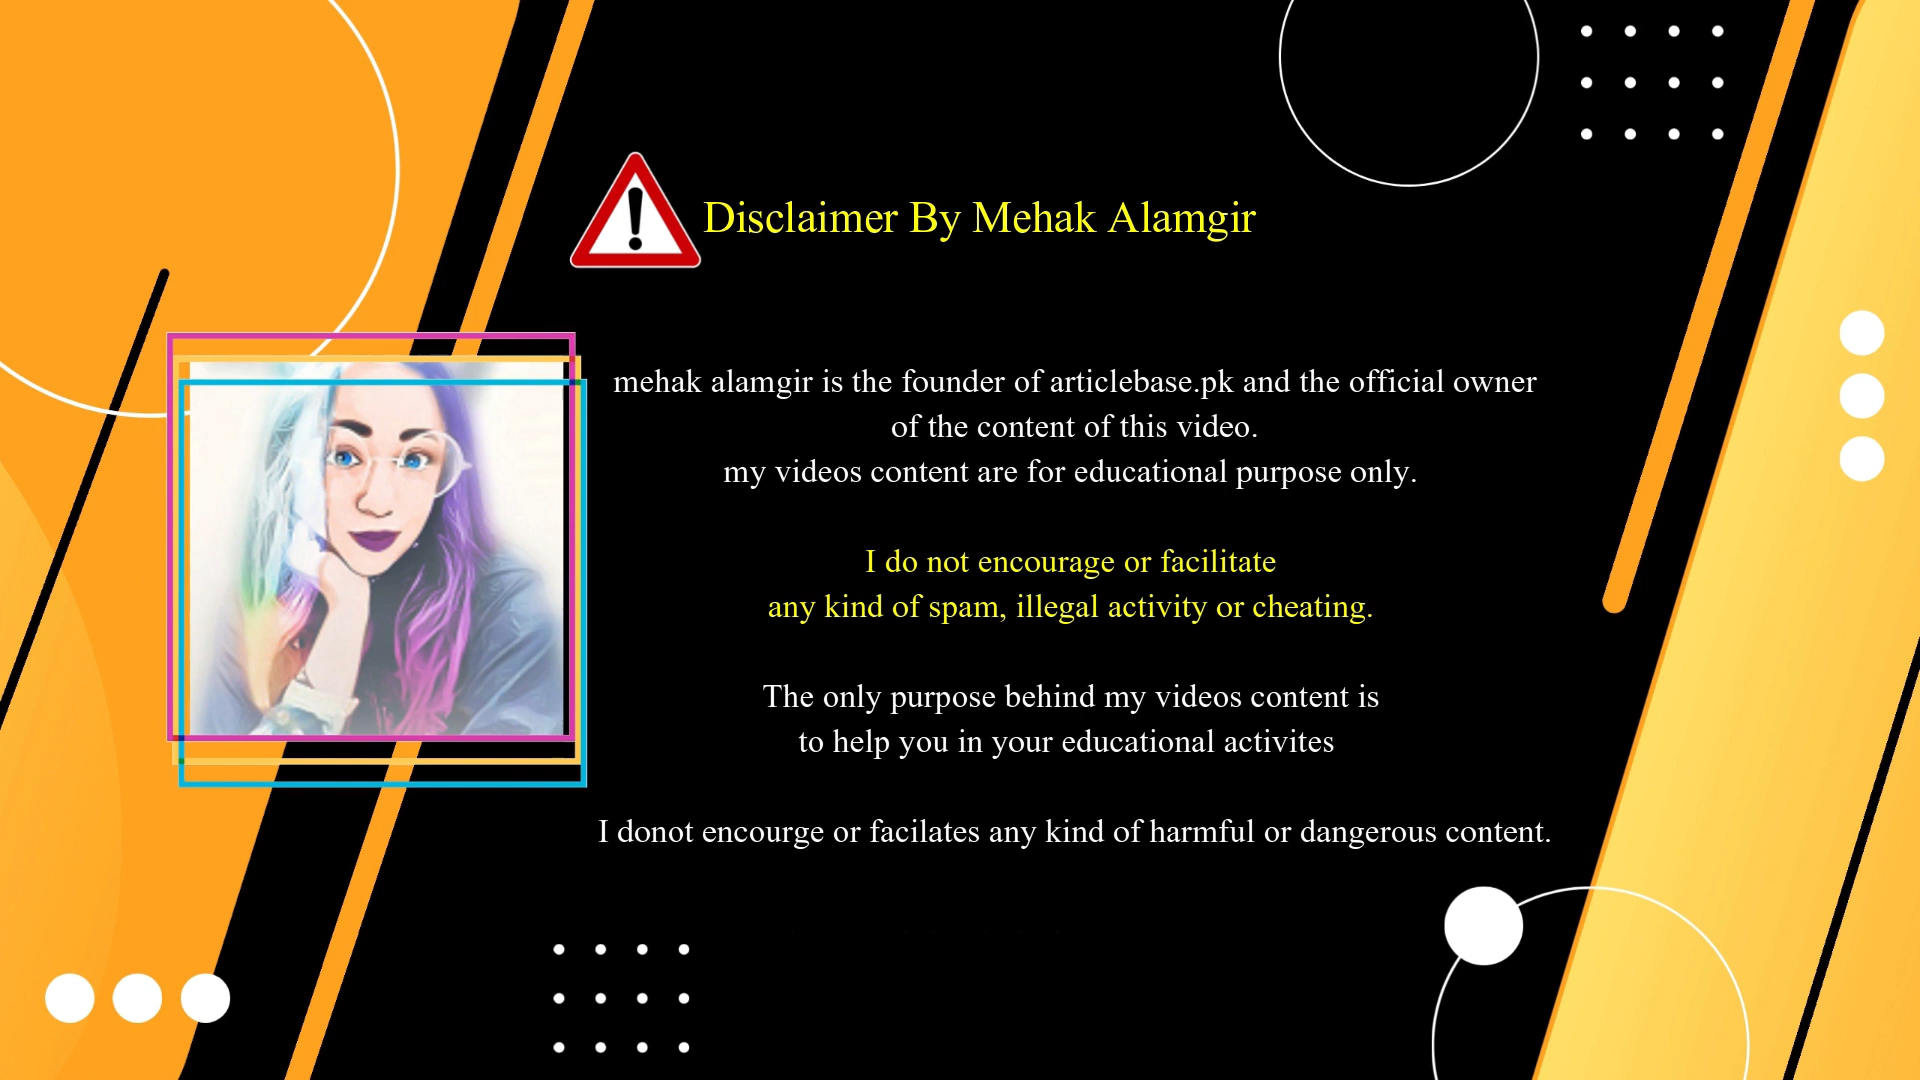 Disclaimer By Mehak Alamgir
mehak alamgir is the founder of articlebase.pk and the official owner
of the content of this video.
my videos content are for educational purpose only.
I do not encourage or facilitate
any kind of spam, illegal activity or cheating.
The only purpose behind my videos content is
to help you in your educational activites
I donot encourge or facilates any kind of harmful or dangerous content.